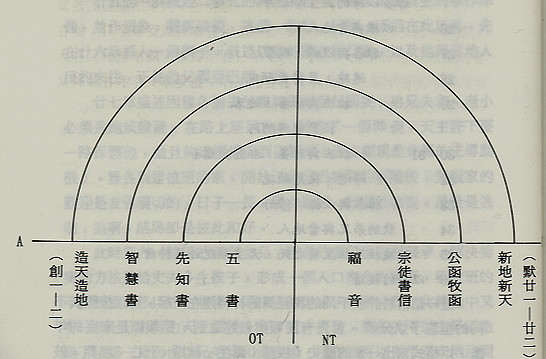 A
（創一—二）
造天造地
智慧書
先知書
五書
福音
宗徒書信
公函牧函
新地新天
（默廿一—廿二）
OT
NT